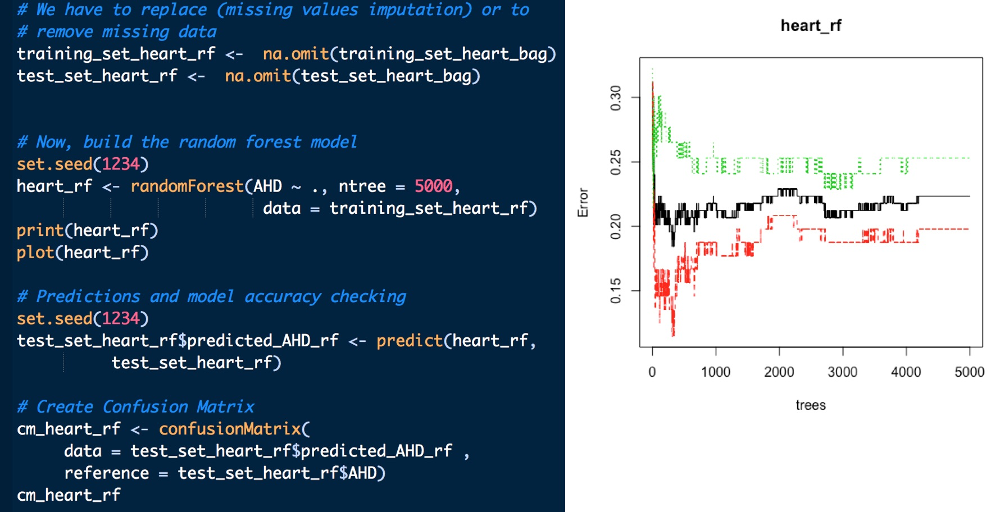 # We have to replace (missing values imputation) or to
# remove missing data
training_set_heart_rf <-  na.omit(training_set_heart_bag)
test_set_heart_rf <-  na.omit(test_set_heart_bag)
# Now, build the random forest model
set.seed(1234)
heart_rf <- randomForest(AHD ~ ., ntree = 5000,
data = training_set_heart_rf)
print(heart_rf)
plot(heart_rf)
# Predictions and model accuracy checking
set.seed(1234)
test_set_heart_rf$predicted_AHD_rf <- predict(heart_rf,
test_set_heart_rf)
# Create Confusion Matrix
cm_heart_rf <- confusionMatrix(
data = test_set_heart_rf$predicted_AHD_rf ,
reference = test_set_heart_rf$AHD)
cm_heart_rf
heart_rf
Error
0.30
0.25
0.20
0.15
0 1000 2000 3000 4000 5000
trees